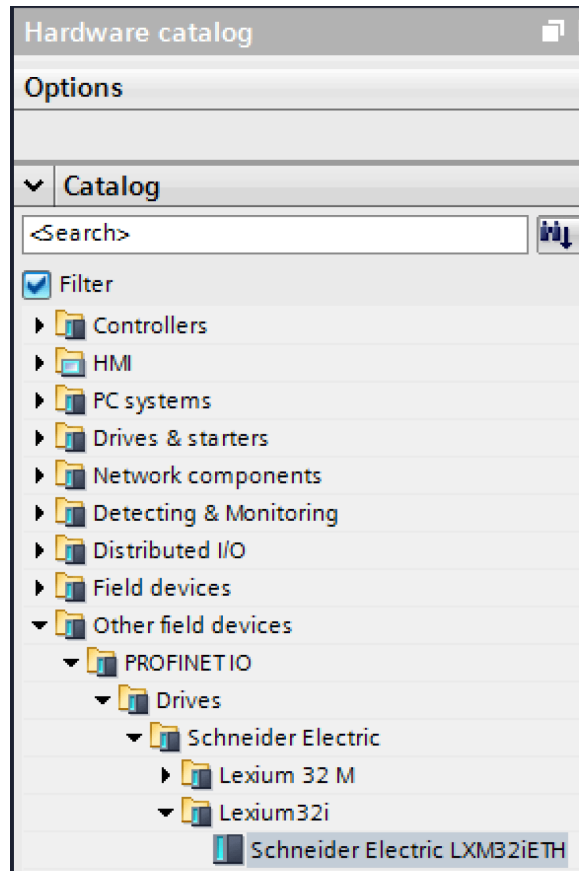 Hardware catalog
Options
Catalog
<Search>
Filter
Controllers
HMI
PC systems
Drives & starters
Network components
Detecting & Monitoring
Distributed I/O
Field devices
Other field devices
PROFINET IO
Drives
Schneider Electric
Lexium 32 M
Lexium32i
Schneider Electric LXM32iETH